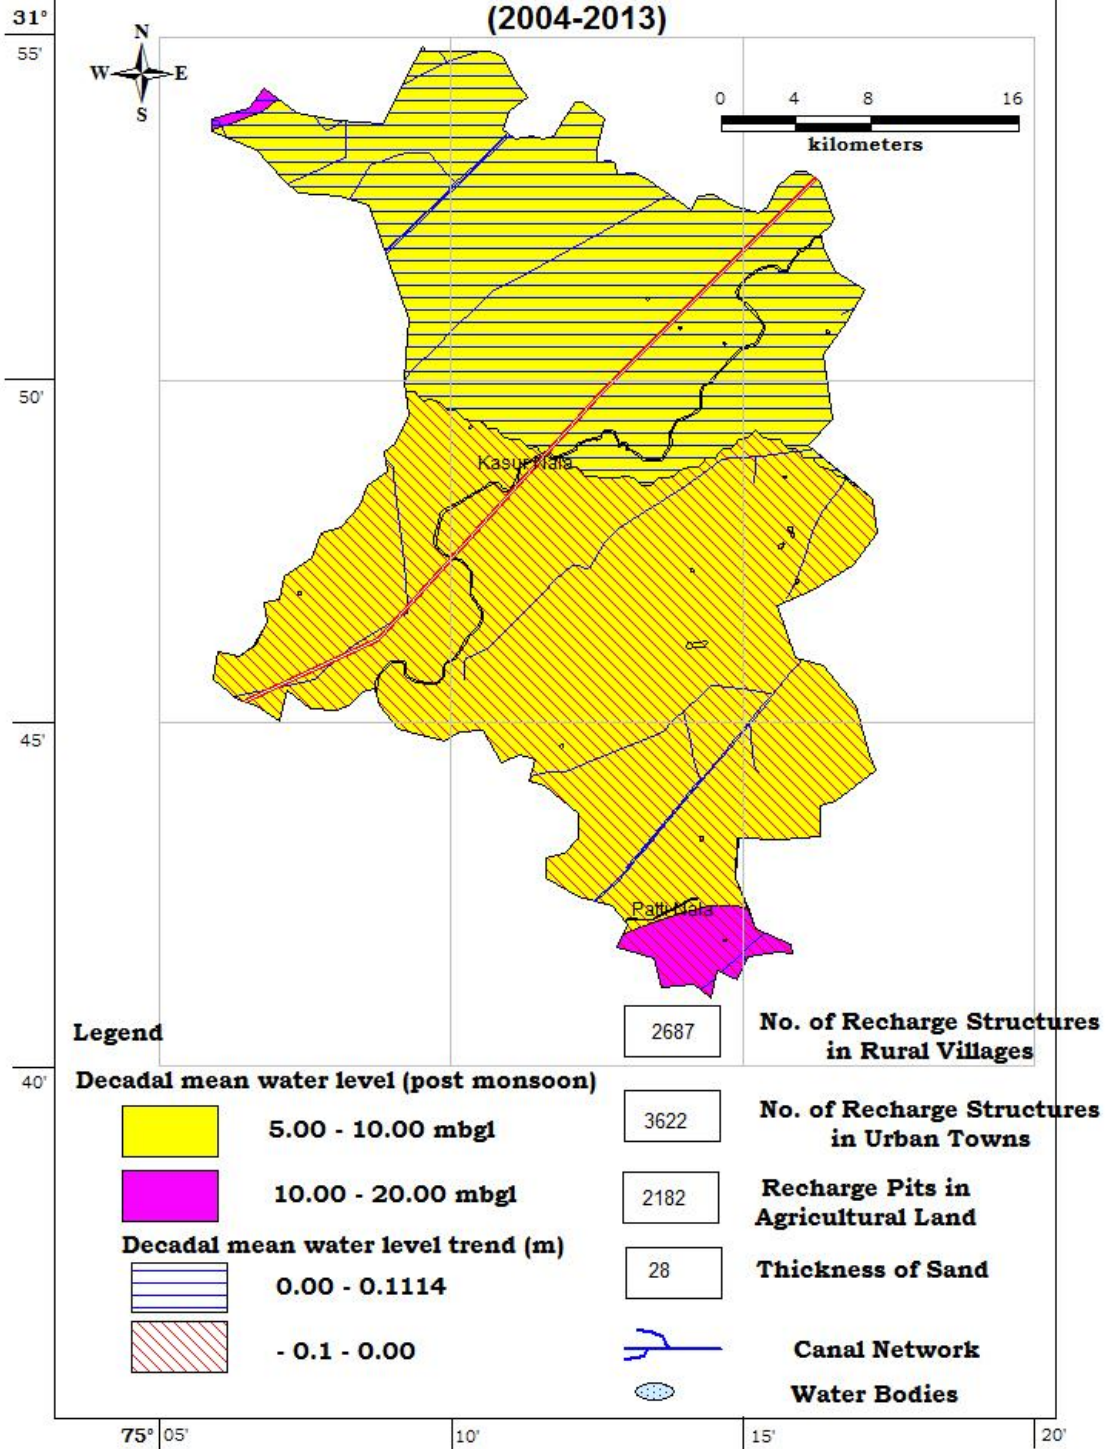 (2004-2013)
31°
55'
N
W E
S
0 4 8 16
kilometers
50'
Kasur Nala
45'
Patti Nala
Legend
2687
No. of Recharge Structures
in Rural Villages
40'
Decadal mean water level (post monsoon)
5.00 - 10.00 mbgl
3622
No. of Recharge Structures
in Urban Towns
10.00 - 20.00 mbgl
2182
Recharge Pits in
Agricultural Land
Decadal mean water level trend (m)
0.00 - 0.1114
28
Thickness of Sand
- 0.1 - 0.00
Canal Network
Water Bodies
75° 05' 10' 15' 20'